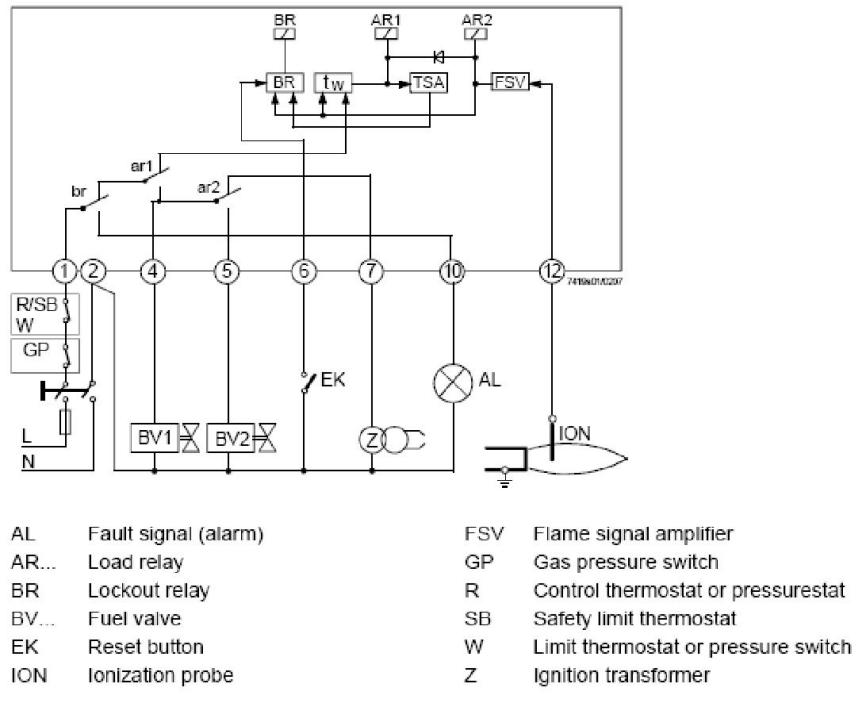 BR AR1 AR2
BR tw TSA FSV
ar1
br ar2
1 2 4 5 6 7 10 12
7419a01/0207
R/SB
W
GP
EK AL
L BV1 BV2 Z ION
N
AL Fault signal (alarm)
AR... Load relay
BR Lockout relay
BV... Fuel valve
EK Reset button
ION Ionization probe
FSV Flame signal amplifier
GP Gas pressure switch
R Control thermostat or pressurestat
SB Safety limit thermostat
W Limit thermostat or pressure switch
Z Ignition transformer